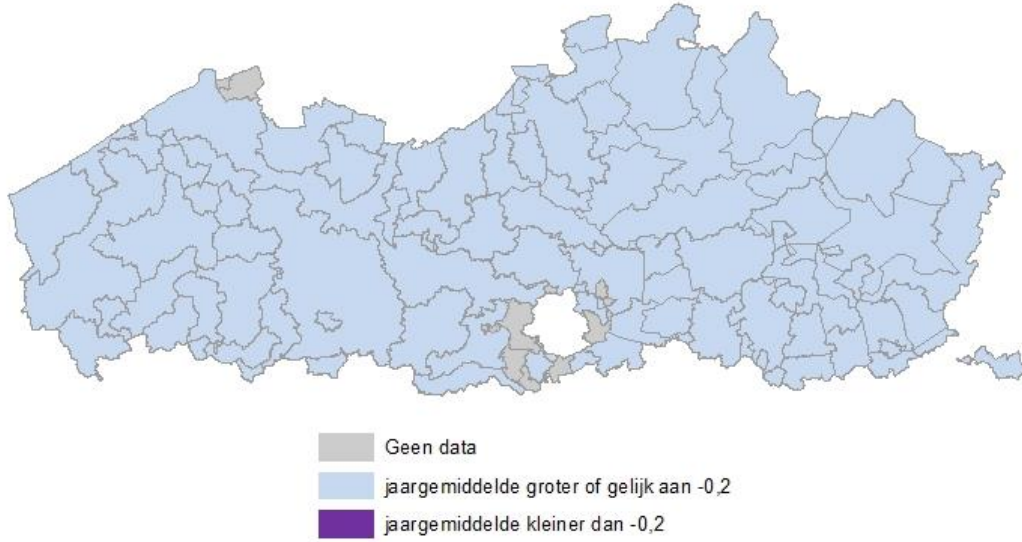 Geen data
jaargemiddelde groter of gelijk aan -0,2
jaargemiddelde kleiner dan -0,2